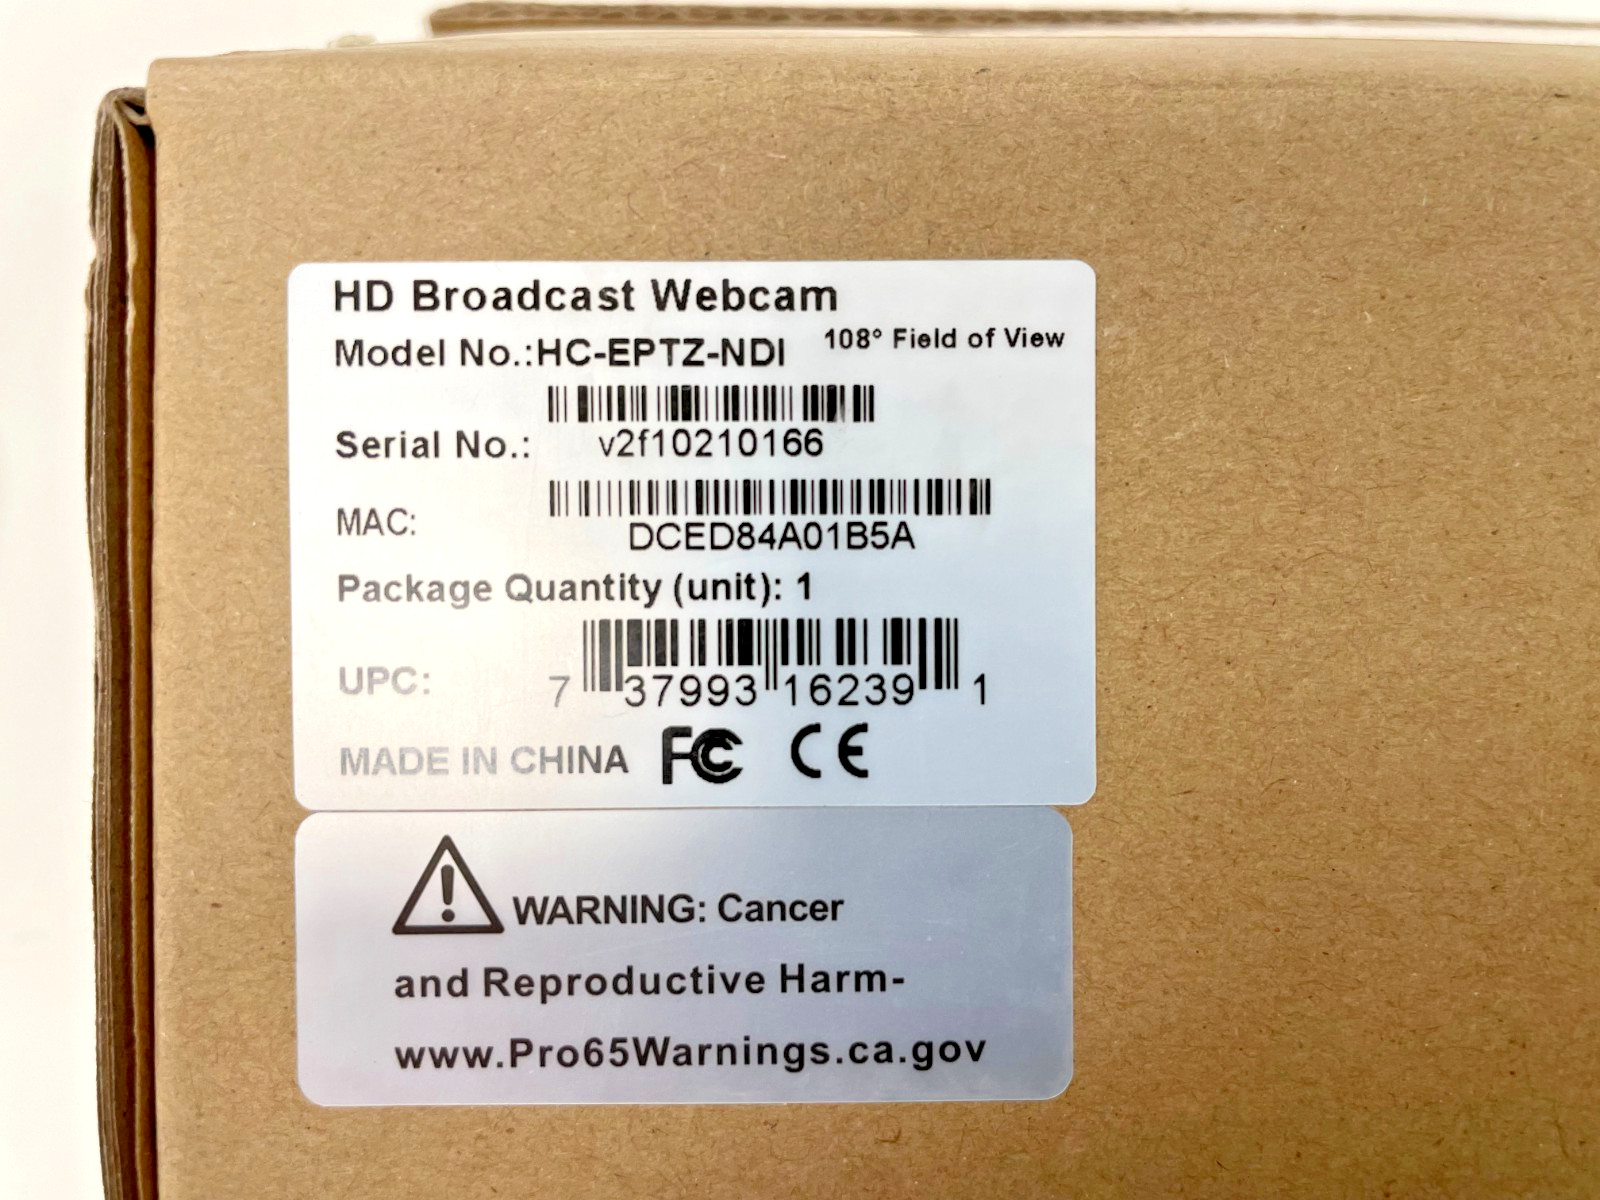 HD Broadcast Webcam
Model No.:HC-EPTZ-NDI 108° Field of View
Serial No.: v2f10210166
MAC: DCED84A01B5A
Package Quantity (unit): 1
UPC: 7 37993 16239 1
MADE IN CHINA FC CE
WARNING: Cancer
and Reproductive Harm-
www.Pro65Warnings.ca.gov